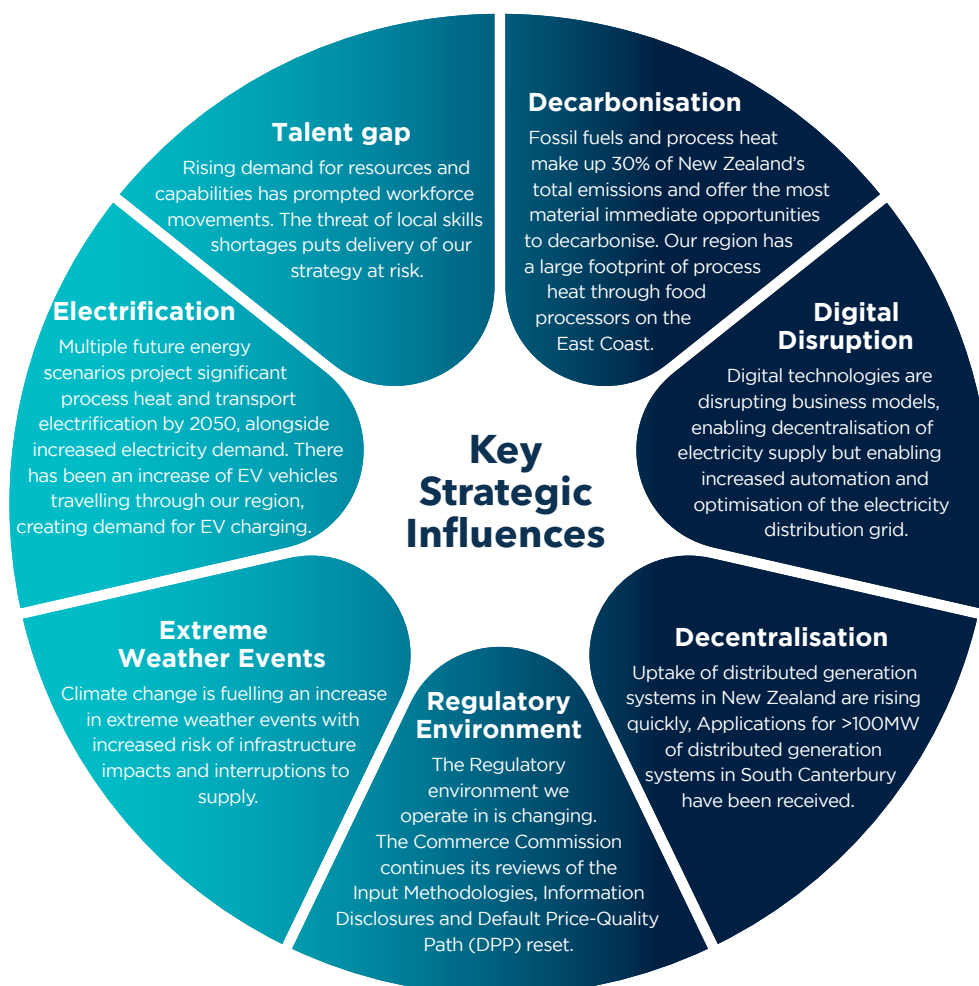 Key
Strategic
Influences
Decarbonisation
Fossil fuels and process heat
make up 30% of New Zealand's
total emissions and offer the most
material immediate opportunities
to decarbonise. Our region has
a large footprint of process
heat through food
processors on the
East Coast.
Digital
Disruption
Digital technologies are
disrupting business models,
enabling decentralisation of
electricity supply but enabling
increased automation and
optimisation of the electricity
distribution grid.
Decentralisation
Uptake of distributed generation
systems in New Zealand are rising
quickly, Applications for >100MW
of distributed generation
systems in South Canterbury
have been received.
Regulatory
Environment
The Regulatory
environment we
operate in is changing.
The Commerce Commission
continues its reviews of the
Input Methodologies, Information
Disclosures and Default Price-Quality
Path (DPP) reset.
Extreme
Weather Events
Climate change is fuelling an increase
in extreme weather events with
increased risk of infrastructure
impacts and interruptions to
supply.
Electrification
Multiple future energy
scenarios project significant
process heat and transport
electrification by 2050, alongside
increased electricity demand. There
has been an increase of EV vehicles
travelling through our region,
creating demand for EV charging.
Talent gap
Rising demand for resources and
capabilities has prompted workforce
movements. The threat of local skills
shortages puts delivery of our
strategy at risk.